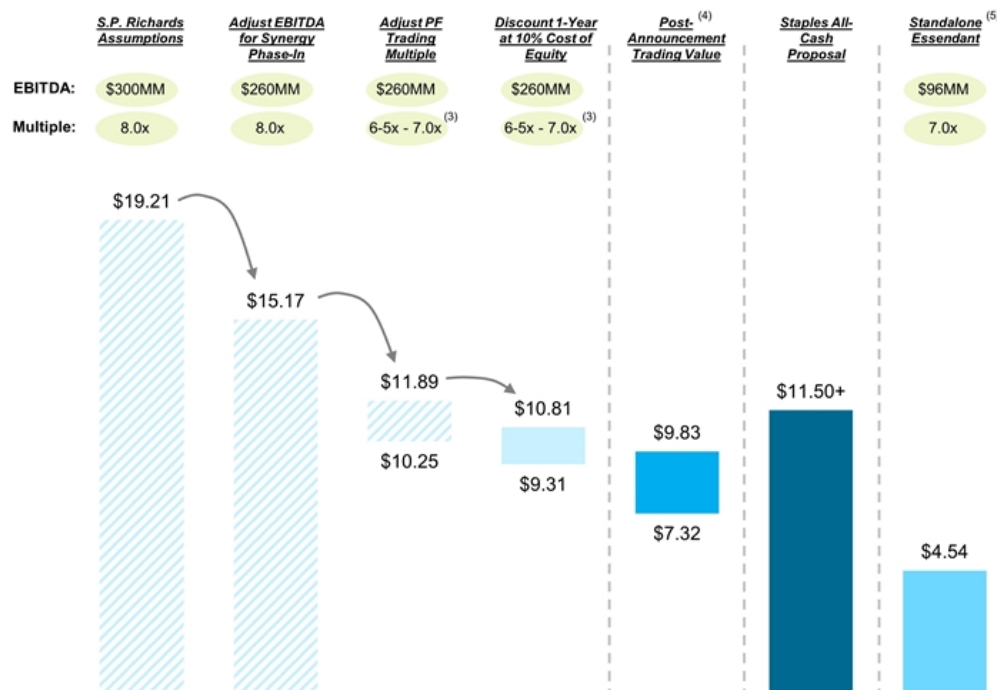 S.P. Richards
Assumptions
Adjust EBITDA
for Synergy
Phase-In
Adjust PF
Trading
Multiple
Discount 1-Year
at 10% Cost of
Equity
Post- (4)
Announcement
Trading Value
Staples All-
Cash
Proposal
Standalone (5)
Essendant
EBITDA: $300MM $260MM $260MM $260MM $96MM
Multiple: 8.0x 8.0x 6-5x - 7.0x (3) 6-5x - 7.0x (3) 7.0x
$19.21
$15.17
$11.89
$10.25
$10.81
$9.31
$9.83
$7.32
$11.50+
$4.54